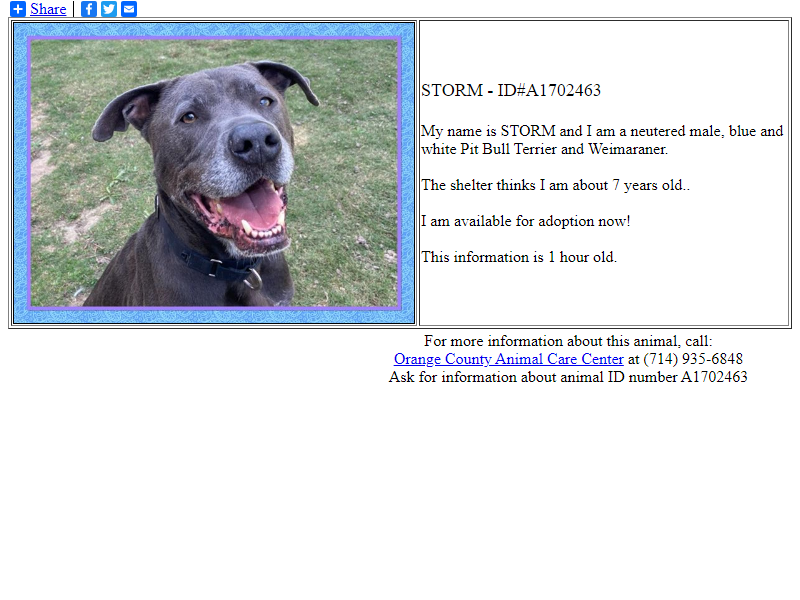 Share |
STORM - ID#A1702463
My name is STORM and I am a neutered male, blue and
white Pit Bull Terrier and Weimaraner.
The shelter thinks I am about 7 years old..
I am available for adoption now!
This information is 1 hour old.
For more information about this animal, call:
Orange County Animal Care Center at (714) 935-6848
Ask for information about animal ID number A1702463